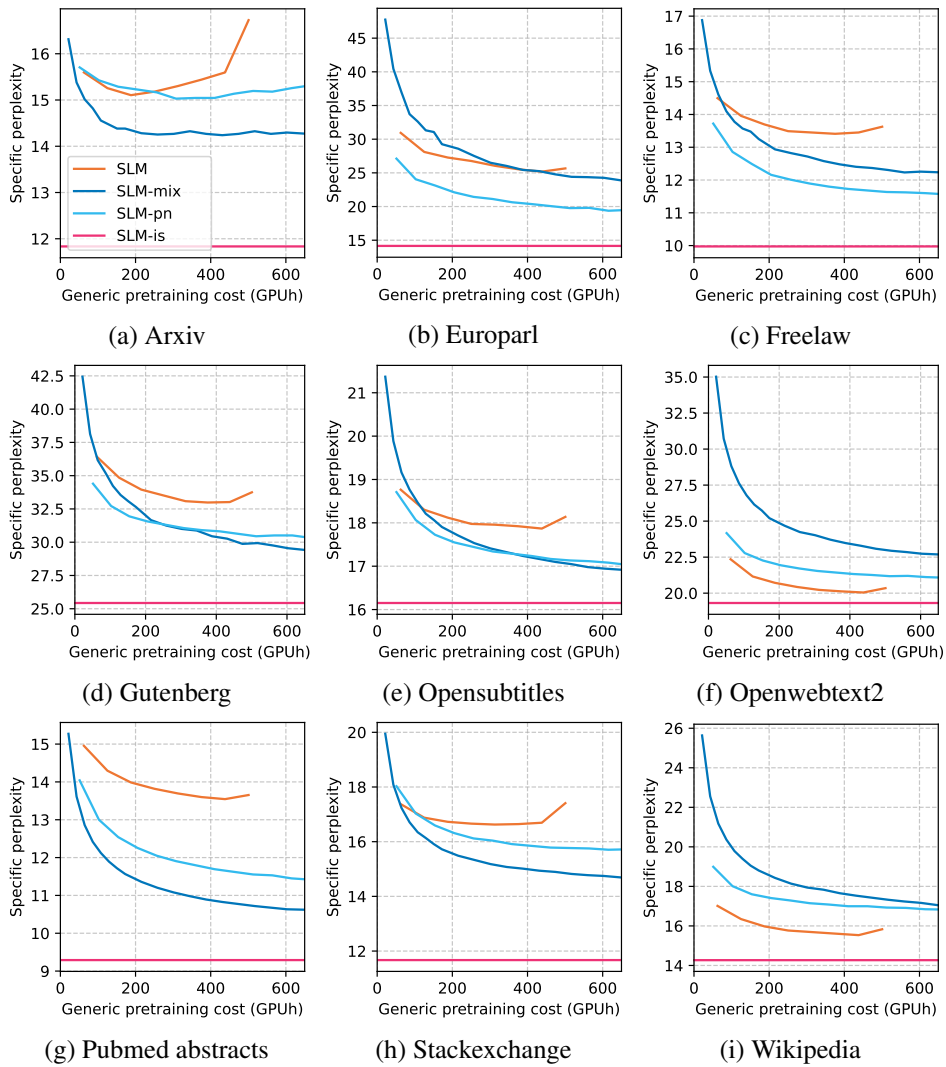 Specific perplexity
16
15
14
13
12
SLM
SLM-mix
SLM-pn
SLM-is
0 200 400 600
Generic pretraining cost (GPUh)
(a) Arxiv
Specific perplexity
45
40
35
30
25
20
15
0 200 400 600
Generic pretraining cost (GPUh)
(b) Europarl
Specific perplexity
17
16
15
14
13
12
11
10
0 200 400 600
Generic pretraining cost (GPUh)
(c) Freelaw
Specific perplexity
42.5
40.0
37.5
35.0
32.5
30.0
27.5
25.0
0 200 400 600
Generic pretraining cost (GPUh)
(d) Gutenberg
Specific perplexity
21
20
19
18
17
16
0 200 400 600
Generic pretraining cost (GPUh)
(e) Opensubtitles
Specific perplexity
35.0
32.5
30.0
27.5
25.0
22.5
20.0
0 200 400 600
Generic pretraining cost (GPUh)
(f) Openwebtext2
Specific perplexity
15
14
13
12
11
10
9
0 200 400 600
Generic pretraining cost (GPUh)
(g) Pubmed abstracts
Specific perplexity
20
18
16
14
12
0 200 400 600
Generic pretraining cost (GPUh)
(h) Stackexchange
Specific perplexity
26
24
22
20
18
16
14
0 200 400 600
Generic pretraining cost (GPUh)
(i) Wikipedia